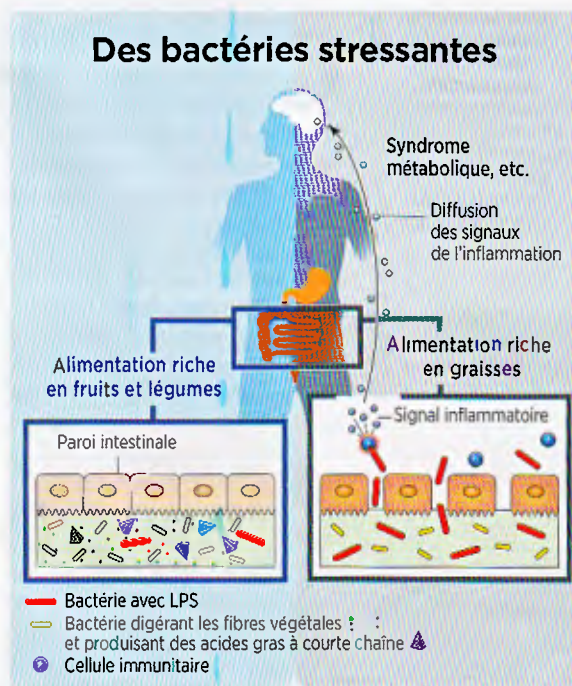 Des bactéries stressantes
Syndrome
métabolique, etc.
Diffusion
des signaux
de l'inflammation
Alimentation riche
en fruits et légumes
Alimentation riche
en graisses
Paroi intestinale
Signal inflammatoire
Bactérie avec LPS
Bactérie digérant les fibres végétales
et produisant des acides gras à courte chaîne
Cellule immunitaire